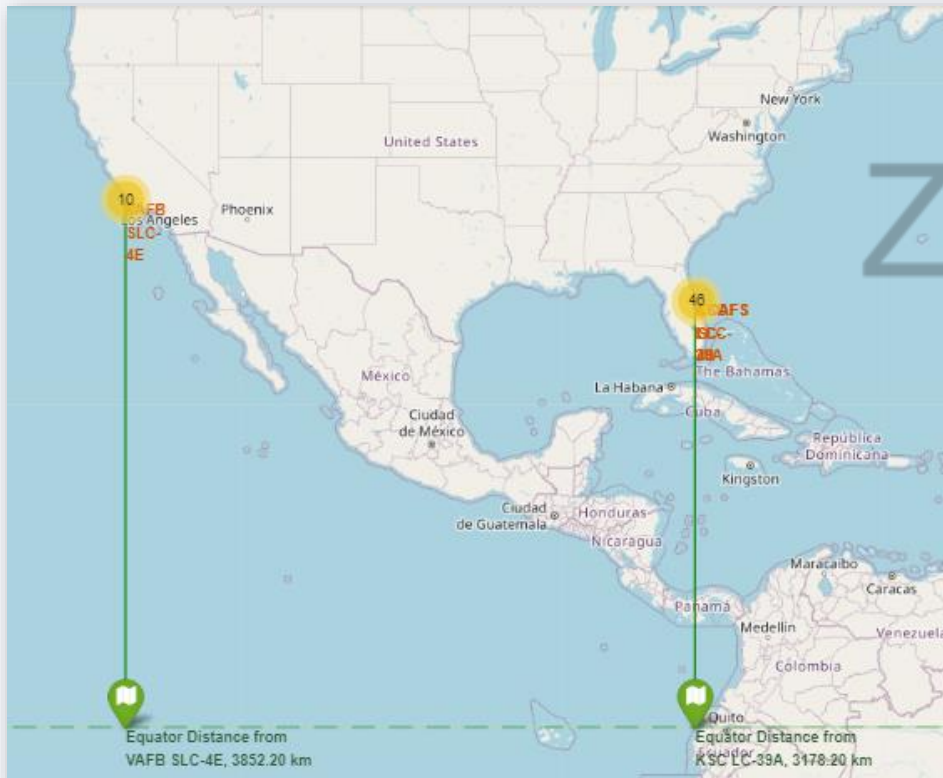 New York
Washington
United States
Z
10
VAFB
SLC-
4E
Los Angeles
Phoenix
46
AFS
The Bahamas
México
La Habana
Cuba
Ciudad
de México
República
Dominicana
Kingston
Ciudad
de Guatemala
Honduras
Nicaragua
Maracaibo
Caracas
Panamá
Medellín
Venezuela
Colombia
Quito
Equator Distance from
VAFB SLC-4E, 3852.20 km
Equator Distance from
Ecuador
KSC LC-39A, 3178.20 km